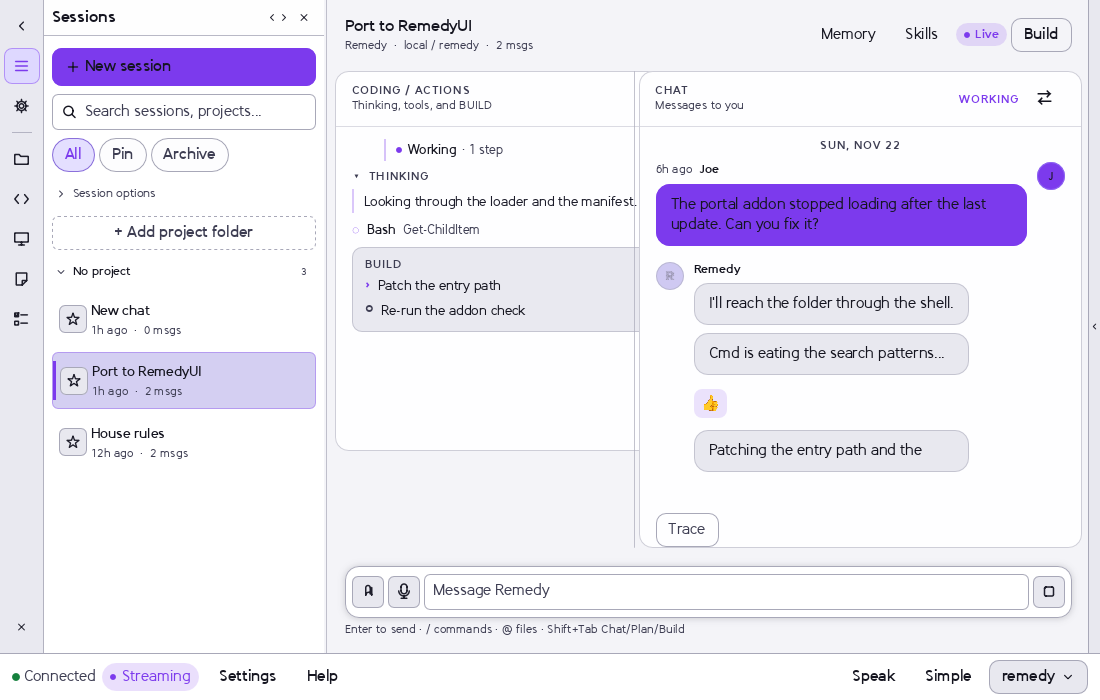 Sessions
+ New session
Search sessions, projects...
All
Pin
Archive
Session options
+ Add project folder
No project
3
New chat
1h ago · 0 msgs
Port to RemedyUI
1h ago · 2 msgs
House rules
12h ago · 2 msgs
Port to RemedyUI
Remedy · local / remedy · 2 msgs
Memory
Skills
Live
Build
CODING / ACTIONS
Thinking, tools, and BUILD
Working · 1 step
THINKING
Looking through the loader and the manifest.
Bash Get-ChildItem
BUILD
Patch the entry path
Re-run the addon check
CHAT
Messages to you
WORKING
SUN, NOV 22
6h ago Joe
J
The portal addon stopped loading after the last
update. Can you fix it?
R
Remedy
I'll reach the folder through the shell.
Cmd is eating the search patterns...
👍
Patching the entry path and the
Trace
Message Remedy
Enter to send · / commands · @ files · Shift+Tab Chat/Plan/Build
Connected
Streaming
Settings
Help
Speak
Simple
remedy